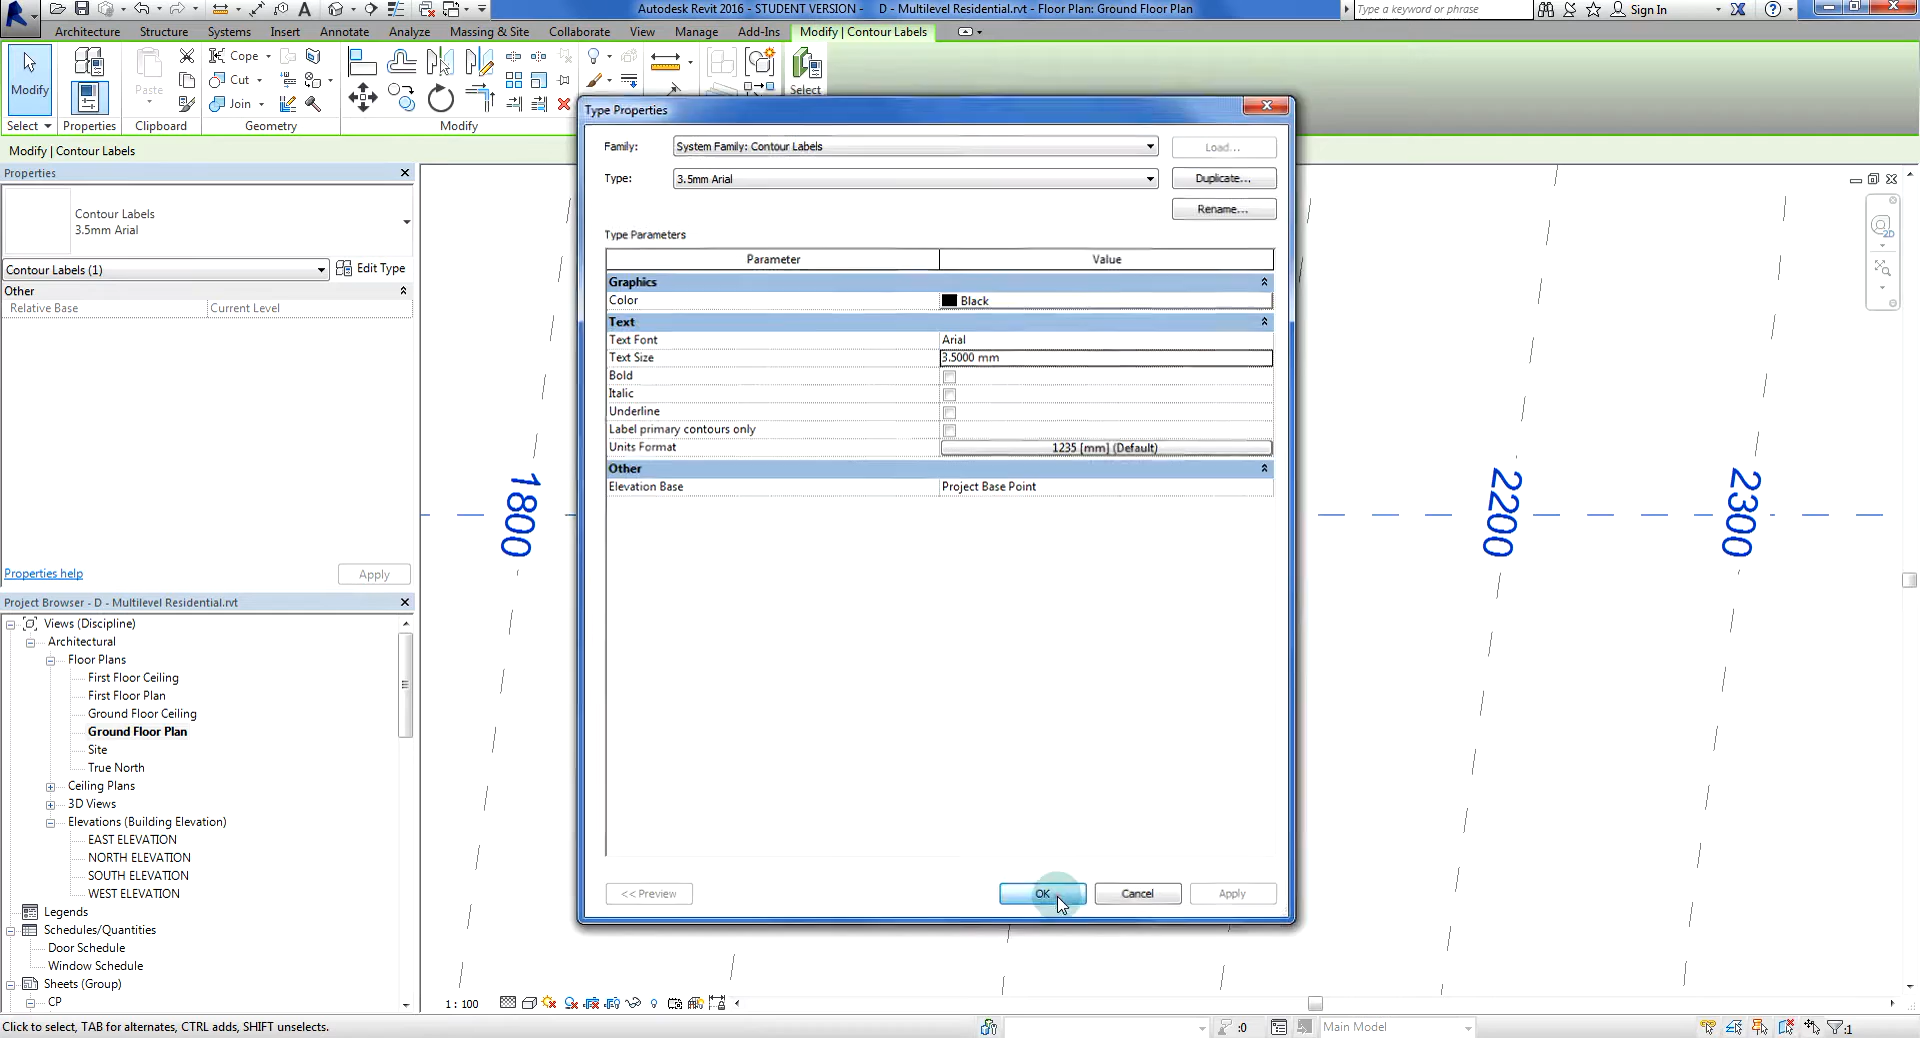 Autodesk Revit 2016 - STUDENT VERSION - D - Multilevel Residential.rvt - Floor Plan: Ground Floor Plan
Type a keyword or phrase
Sign In
Architecture Structure Systems Insert Annotate Analyze Massing & Site Collaborate View Manage Add-Ins Modify | Contour Labels
Modify
Paste
Cope
Cut
Join
Select
Select Properties Clipboard Geometry Modify
Modify | Contour Labels
Properties
Contour Labels
3.5mm Arial
Contour Labels (1)
Edit Type
Other
Relative Base Current Level
Properties help
Apply
Project Browser - D - Multilevel Residential.rvt
Views (Discipline)
Architectural
Floor Plans
First Floor Ceiling
First Floor Plan
Ground Floor Ceiling
Ground Floor Plan
Site
True North
Ceiling Plans
3D Views
Elevations (Building Elevation)
EAST ELEVATION
NORTH ELEVATION
SOUTH ELEVATION
WEST ELEVATION
Legends
Schedules/Quantities
Door Schedule
Window Schedule
Sheets (Group)
CP
Type Properties
Family: System Family: Contour Labels Load...
Type: 3.5mm Arial Duplicate...
Rename...
Type Parameters
Parameter Value
Graphics
Color Black
Text
Text Font Arial
Text Size 3.5000 mm
Bold
Italic
Underline
Label primary contours only
Units Format 1235 [mm] (Default)
Other
Elevation Base Project Base Point
<< Preview OK Cancel Apply
1800
2200
2300
2D
1 : 100
Click to select, TAB for alternates, CTRL adds, SHIFT unselects.
:0
Main Model
:1